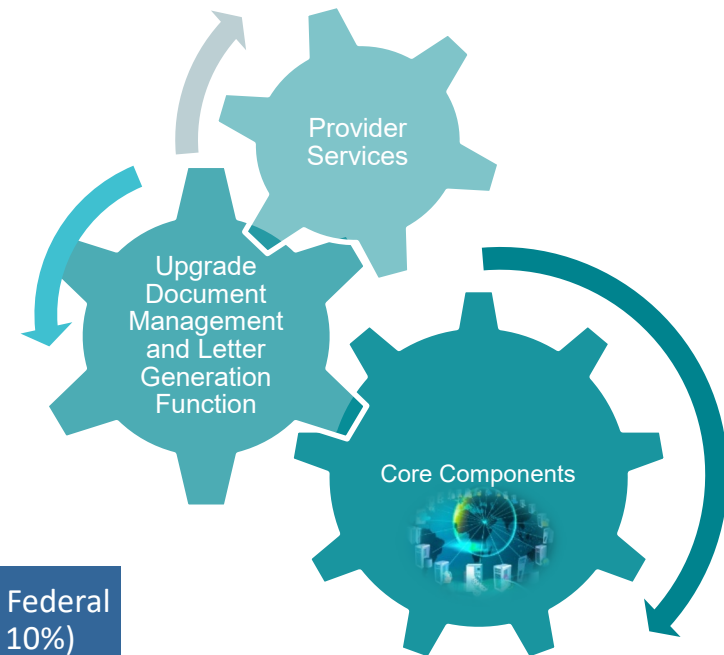 Provider
Services
Upgrade
Document
Management
and Letter
Generation
Function
Core Components
Federal
10%)